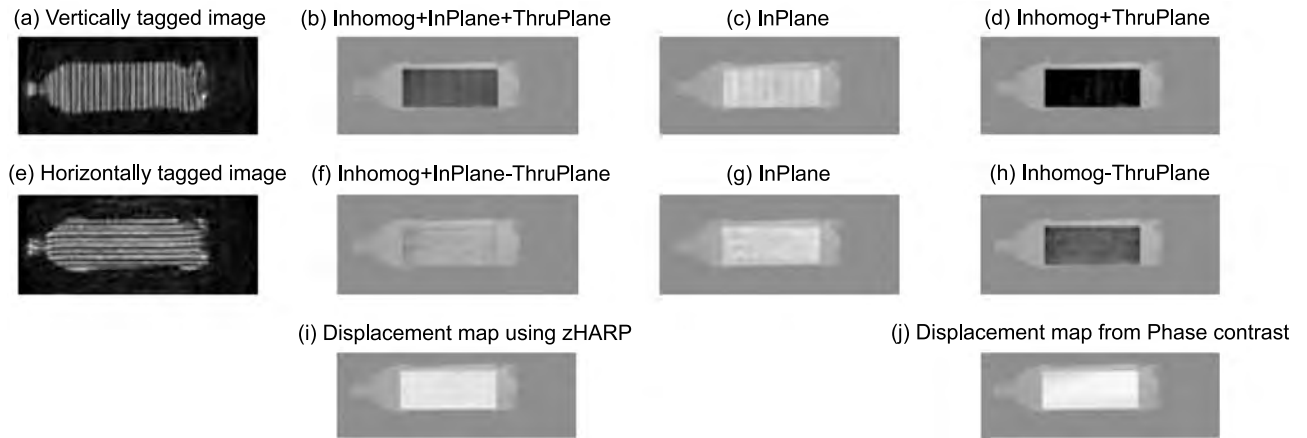 (a) Vertically tagged image
(b) Inhomog+InPlane+ThruPlane
(c) InPlane
(d) Inhomog+ThruPlane
(e) Horizontally tagged image
(f) Inhomog+InPlane-ThruPlane
(g) InPlane
(h) Inhomog-ThruPlane
(i) Displacement map using zHARP
(j) Displacement map from Phase contrast